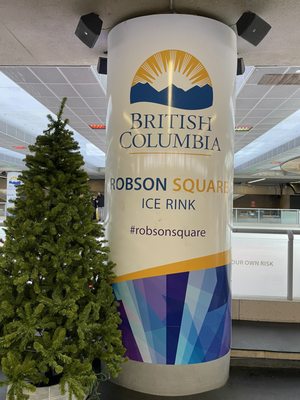 BRITISH
COLUMBIA
ROBSON SQUARE
ICE RINK
#robsonsquare
OUR OWN RISK